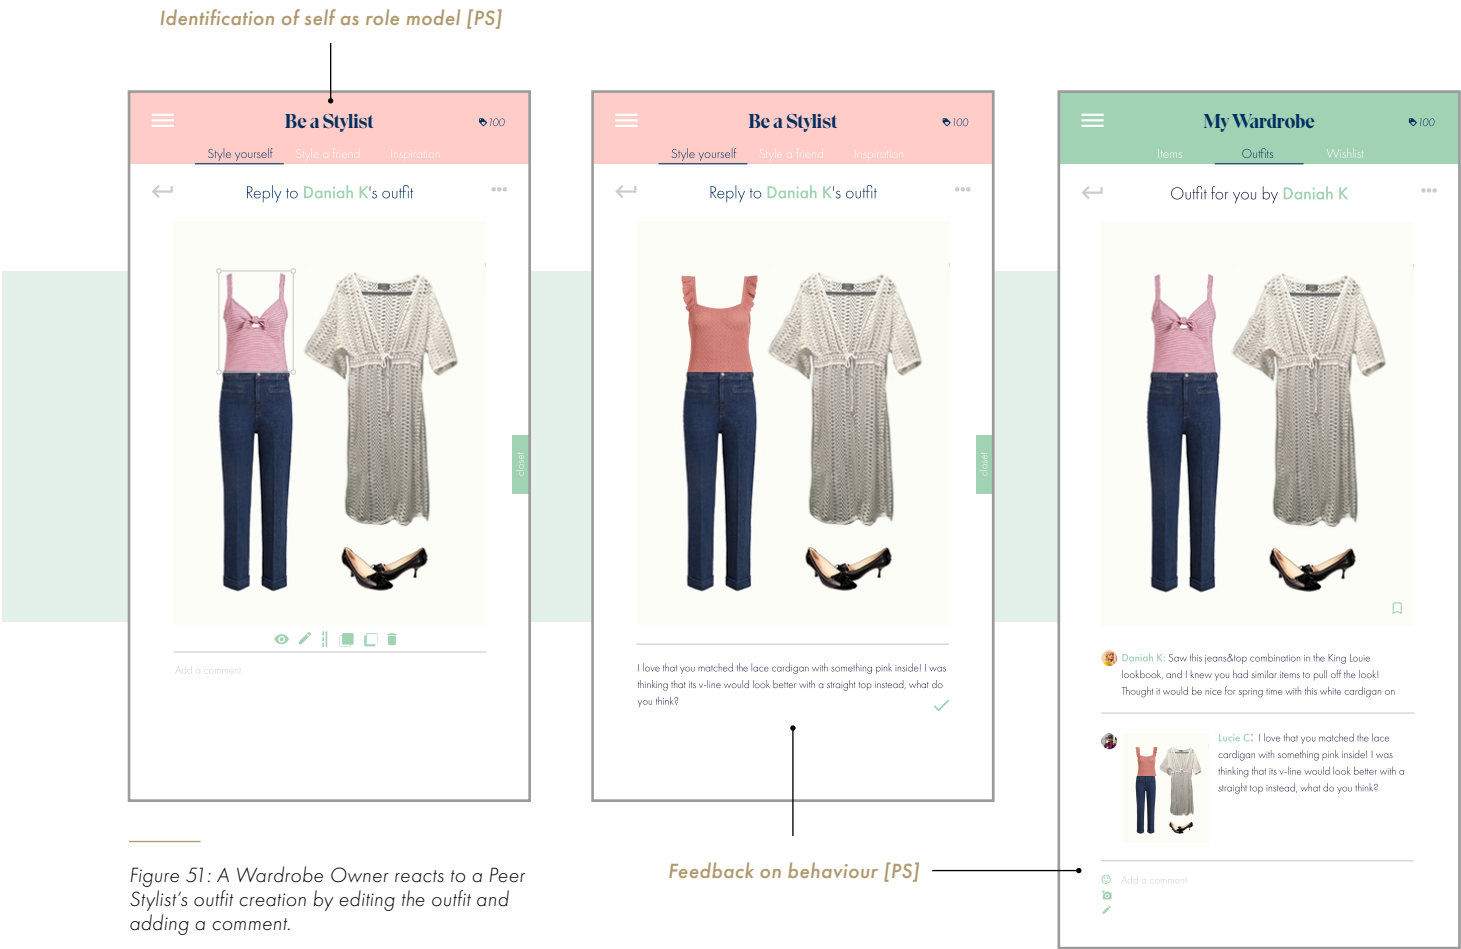 Identification of self as role model [PS]
Be a Stylist
100
Style yourself
Style a friend
Inspiration
Reply to Daniah K's outfit
closet
Add a comment
Be a Stylist
100
Style yourself
Style a friend
Inspiration
Reply to Daniah K's outfit
closet
I love that you matched the lace cardigan with something pink inside! I was
thinking that its v-line would look better with a straight top instead, what do
you think?
My Wardrobe
100
Items
Outfits
Wishlist
Outfit for you by Daniah K
Daniah K: Saw this jeans&top combination in the King Louie
lookbook, and I knew you had similar items to pull off the look!
Thought it would be nice for spring time with this white cardigan on
Lucie C: I love that you matched the lace
cardigan with something pink inside! I was
thinking that its v-line would look better with a
straight top instead, what do you think?
Add a comment
Feedback on behaviour [PS]
Figure 51: A Wardrobe Owner reacts to a Peer
Stylist’s outfit creation by editing the outfit and
adding a comment.